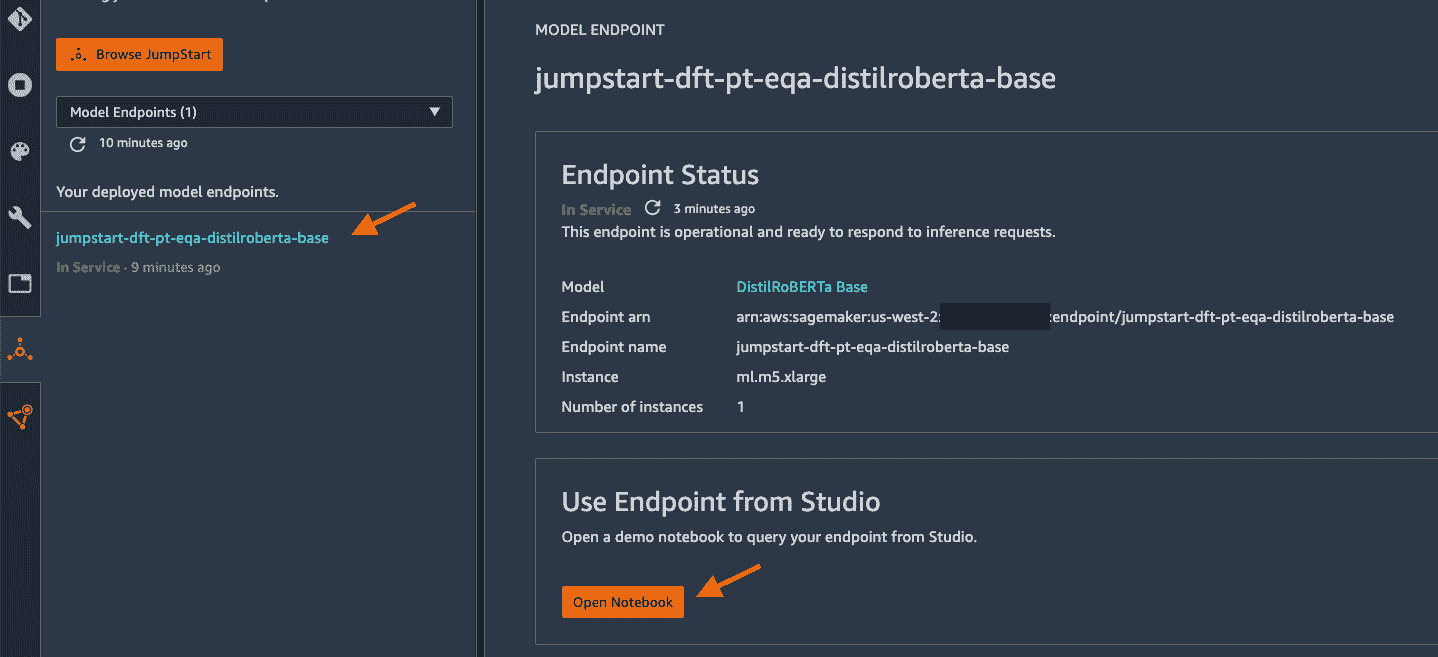 Browse JumpStart
Model Endpoints (1)
10 minutes ago
Your deployed model endpoints.
jumpstart-dft-pt-eqa-distilroberta-base
In Service · 9 minutes ago
MODEL ENDPOINT
jumpstart-dft-pt-eqa-distilroberta-base
Endpoint Status
In Service 3 minutes ago
This endpoint is operational and ready to respond to inference requests.
Model DistilRoBERTa Base
Endpoint arn arn:aws:sagemaker:us-west-2: :endpoint/jumpstart-dft-pt-eqa-distilroberta-base
Endpoint name jumpstart-dft-pt-eqa-distilroberta-base
Instance ml.m5.xlarge
Number of instances 1
Use Endpoint from Studio
Open a demo notebook to query your endpoint from Studio.
Open Notebook